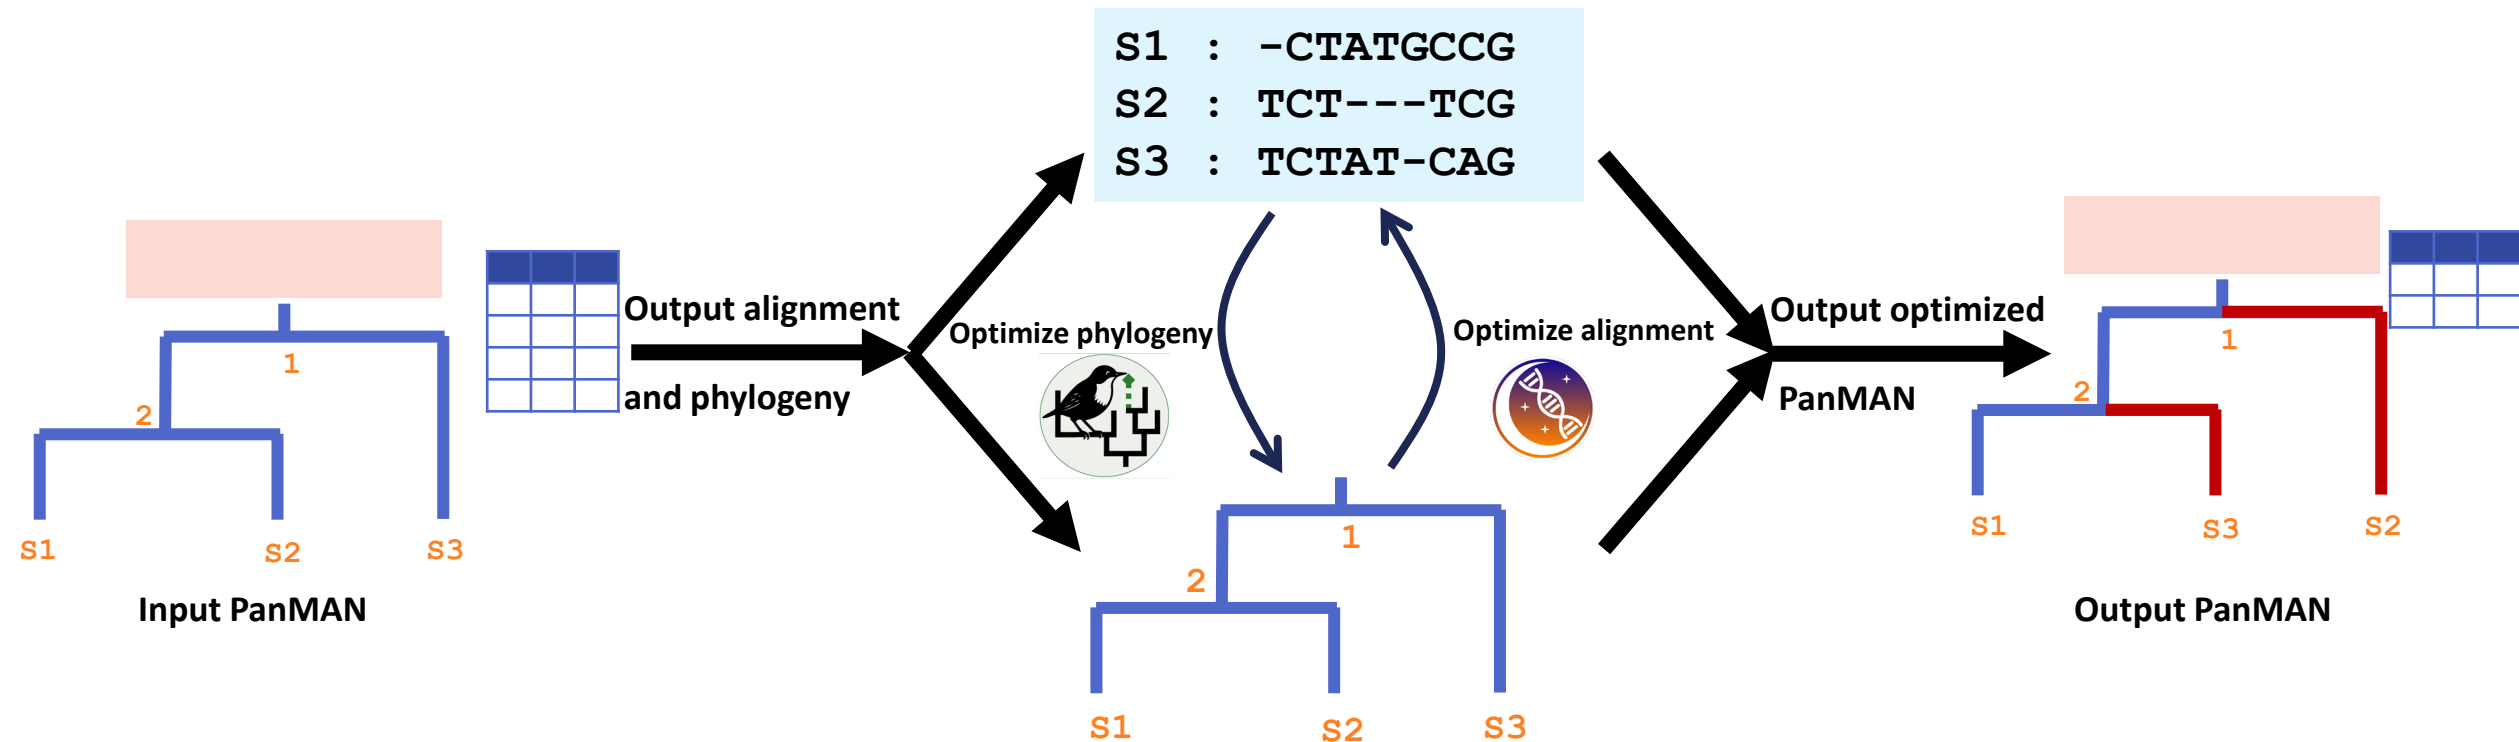 S1 : -CTATGCCG
S2 : TCT---TCG
S3 : TCTAT-CAG
Output alignment
and phylogeny
Optimize phylogeny
Optimize alignment
Output optimized
PanMAN
1
2
S1
S2
S3
Input PanMAN
1
2
S1
S2
S3
1
2
S1
S3
S2
Output PanMAN